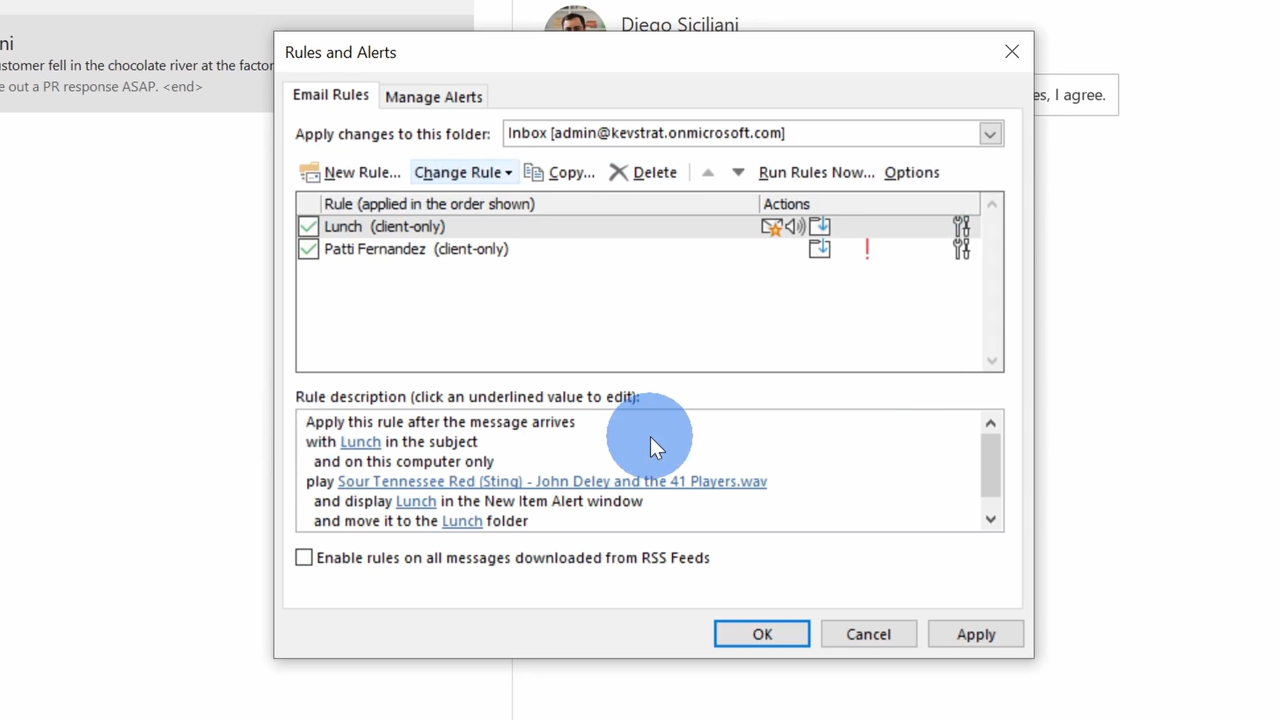 Diego Siciliani
ni
stomer fell in the chocolate river at the factor
e out a PR response ASAP. <end>
es, I agree.
Rules and Alerts
Email Rules
Manage Alerts
Apply changes to this folder:
Inbox [admin@kevstrat.onmicrosoft.com]
New Rule... Change Rule Copy... Delete Run Rules Now... Options
Rule (applied in the order shown) Actions
Lunch (client-only)
Patti Fernandez (client-only)
Rule description (click an underlined value to edit):
Apply this rule after the message arrives
with Lunch in the subject
and on this computer only
play Sour Tennessee Red (Sting) - John Deley and the 41 Players.wav
and display Lunch in the New Item Alert window
and move it to the Lunch folder
Enable rules on all messages downloaded from RSS Feeds
OK Cancel Apply